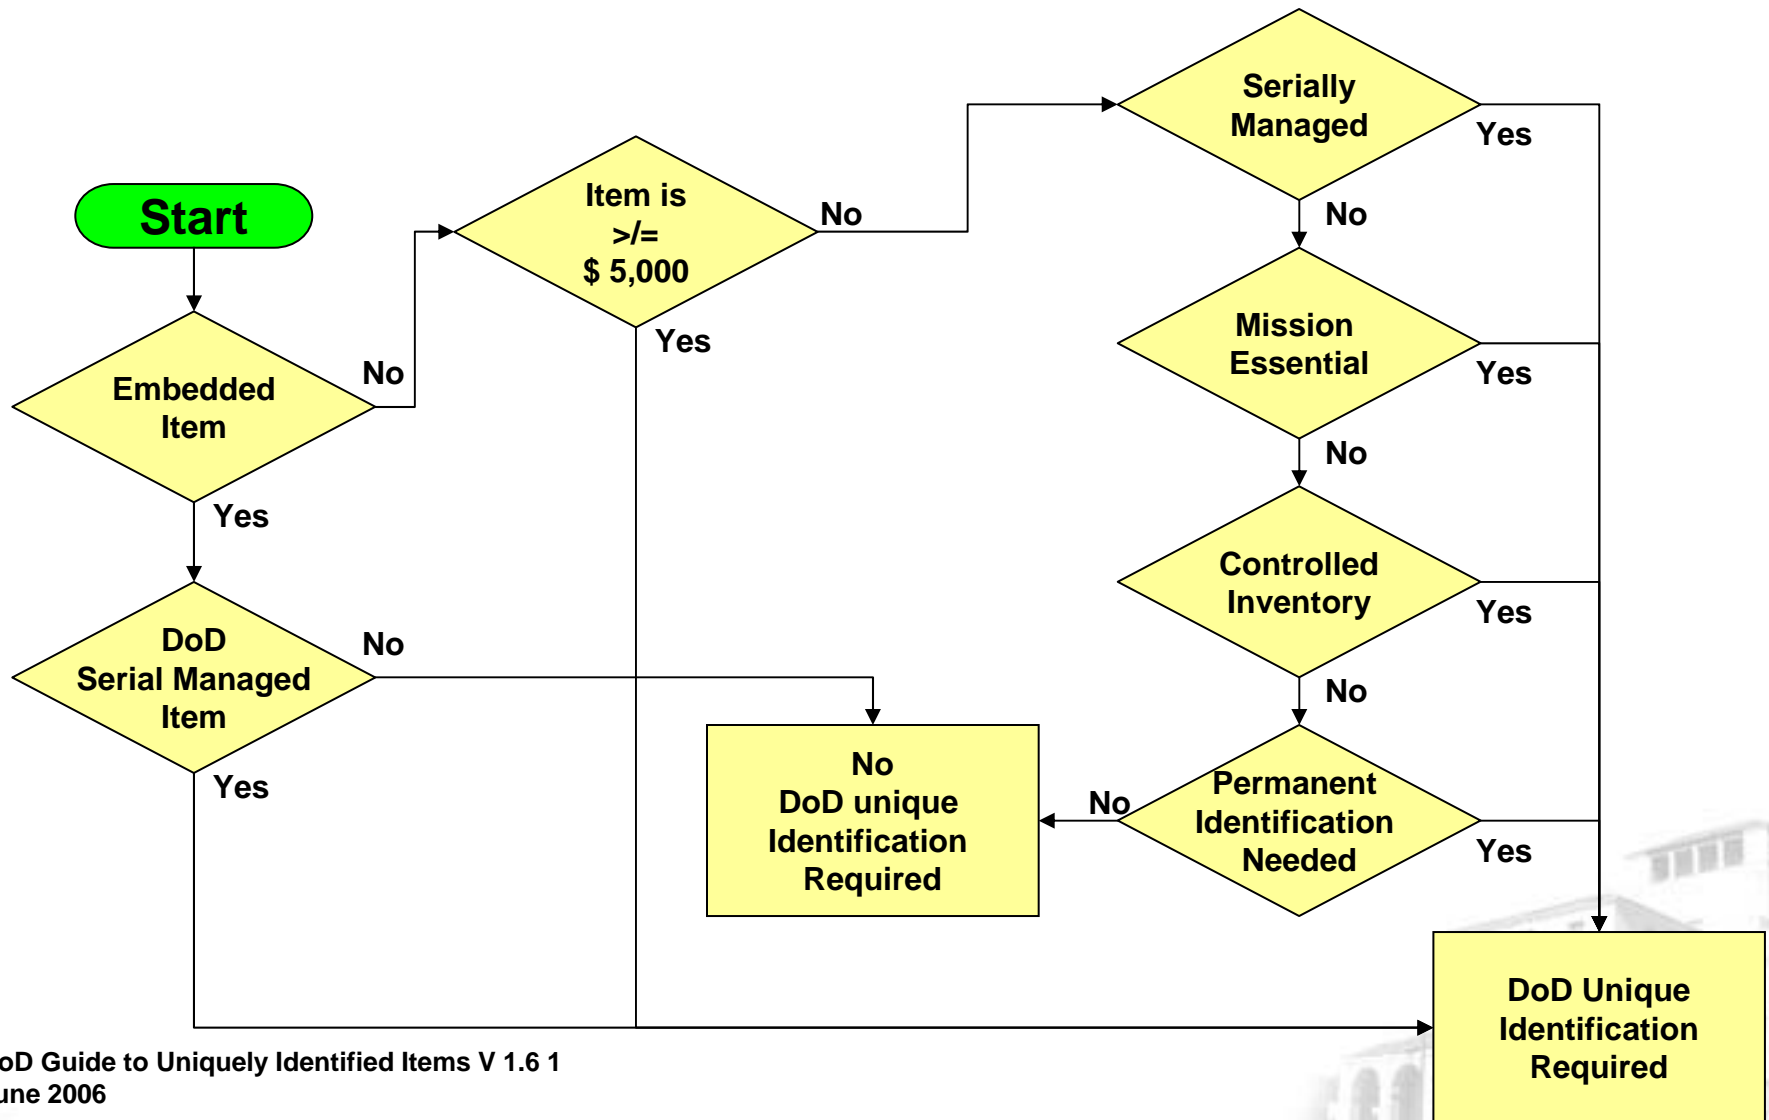 Start
Embedded
Item
No
Yes
DoD
Serial Managed
Item
No
Yes
Item is
>/=
$ 5,000
No
Yes
Serially
Managed
Yes
No
Mission
Essential
Yes
No
Controlled
Inventory
Yes
No
Permanent
Identification
Needed
No
Yes
No
DoD unique
Identification
Required
DoD Unique
Identification
Required
oD Guide to Uniquely Identified Items V 1.6 1
une 2006